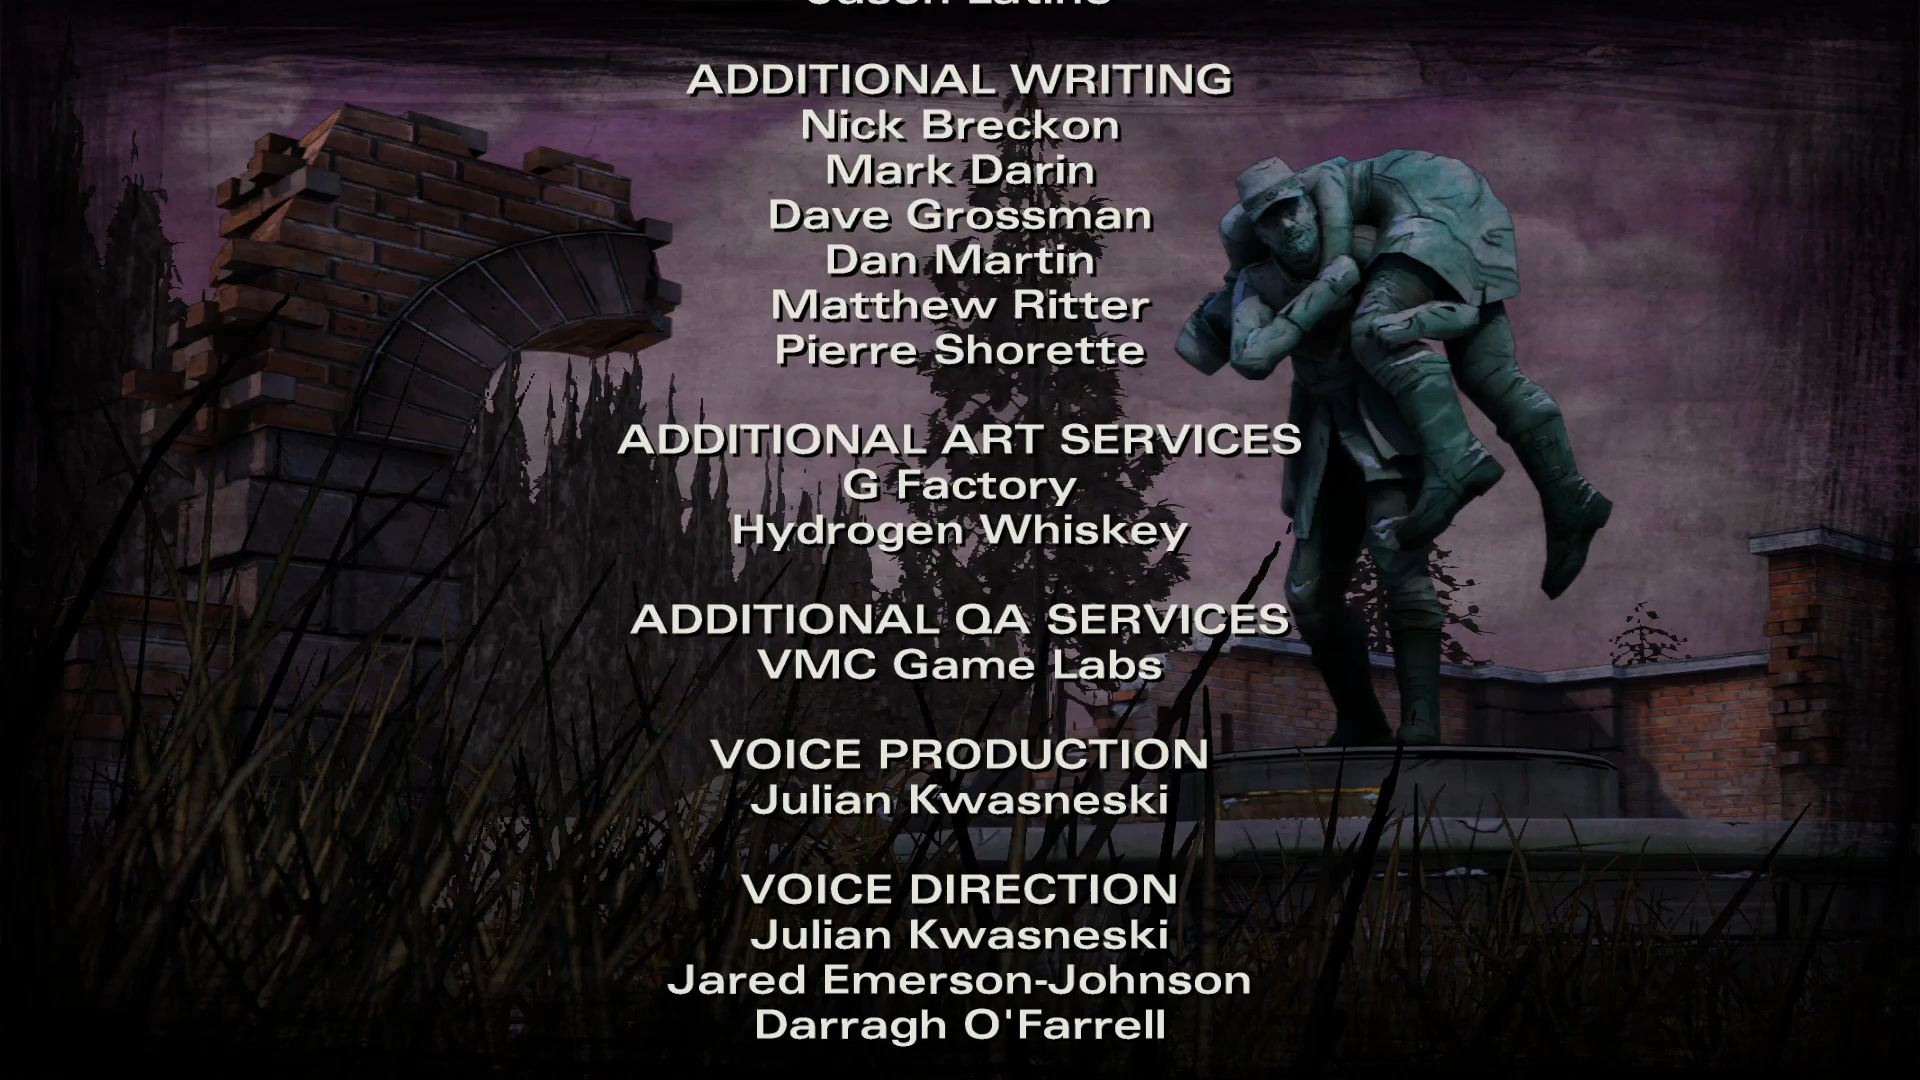 ADDITIONAL WRITING
Nick Breckon
Mark Darin
Dave Grossman
Dan Martin
Matthew Ritter
Pierre Shorette
ADDITIONAL ART SERVICES
G Factory
Hydrogen Whiskey
ADDITIONAL QA SERVICES
VMC Game Labs
VOICE PRODUCTION
Julian Kwasneski
VOICE DIRECTION
Julian Kwasneski
Jared Emerson-Johnson
Darragh O'Farrell